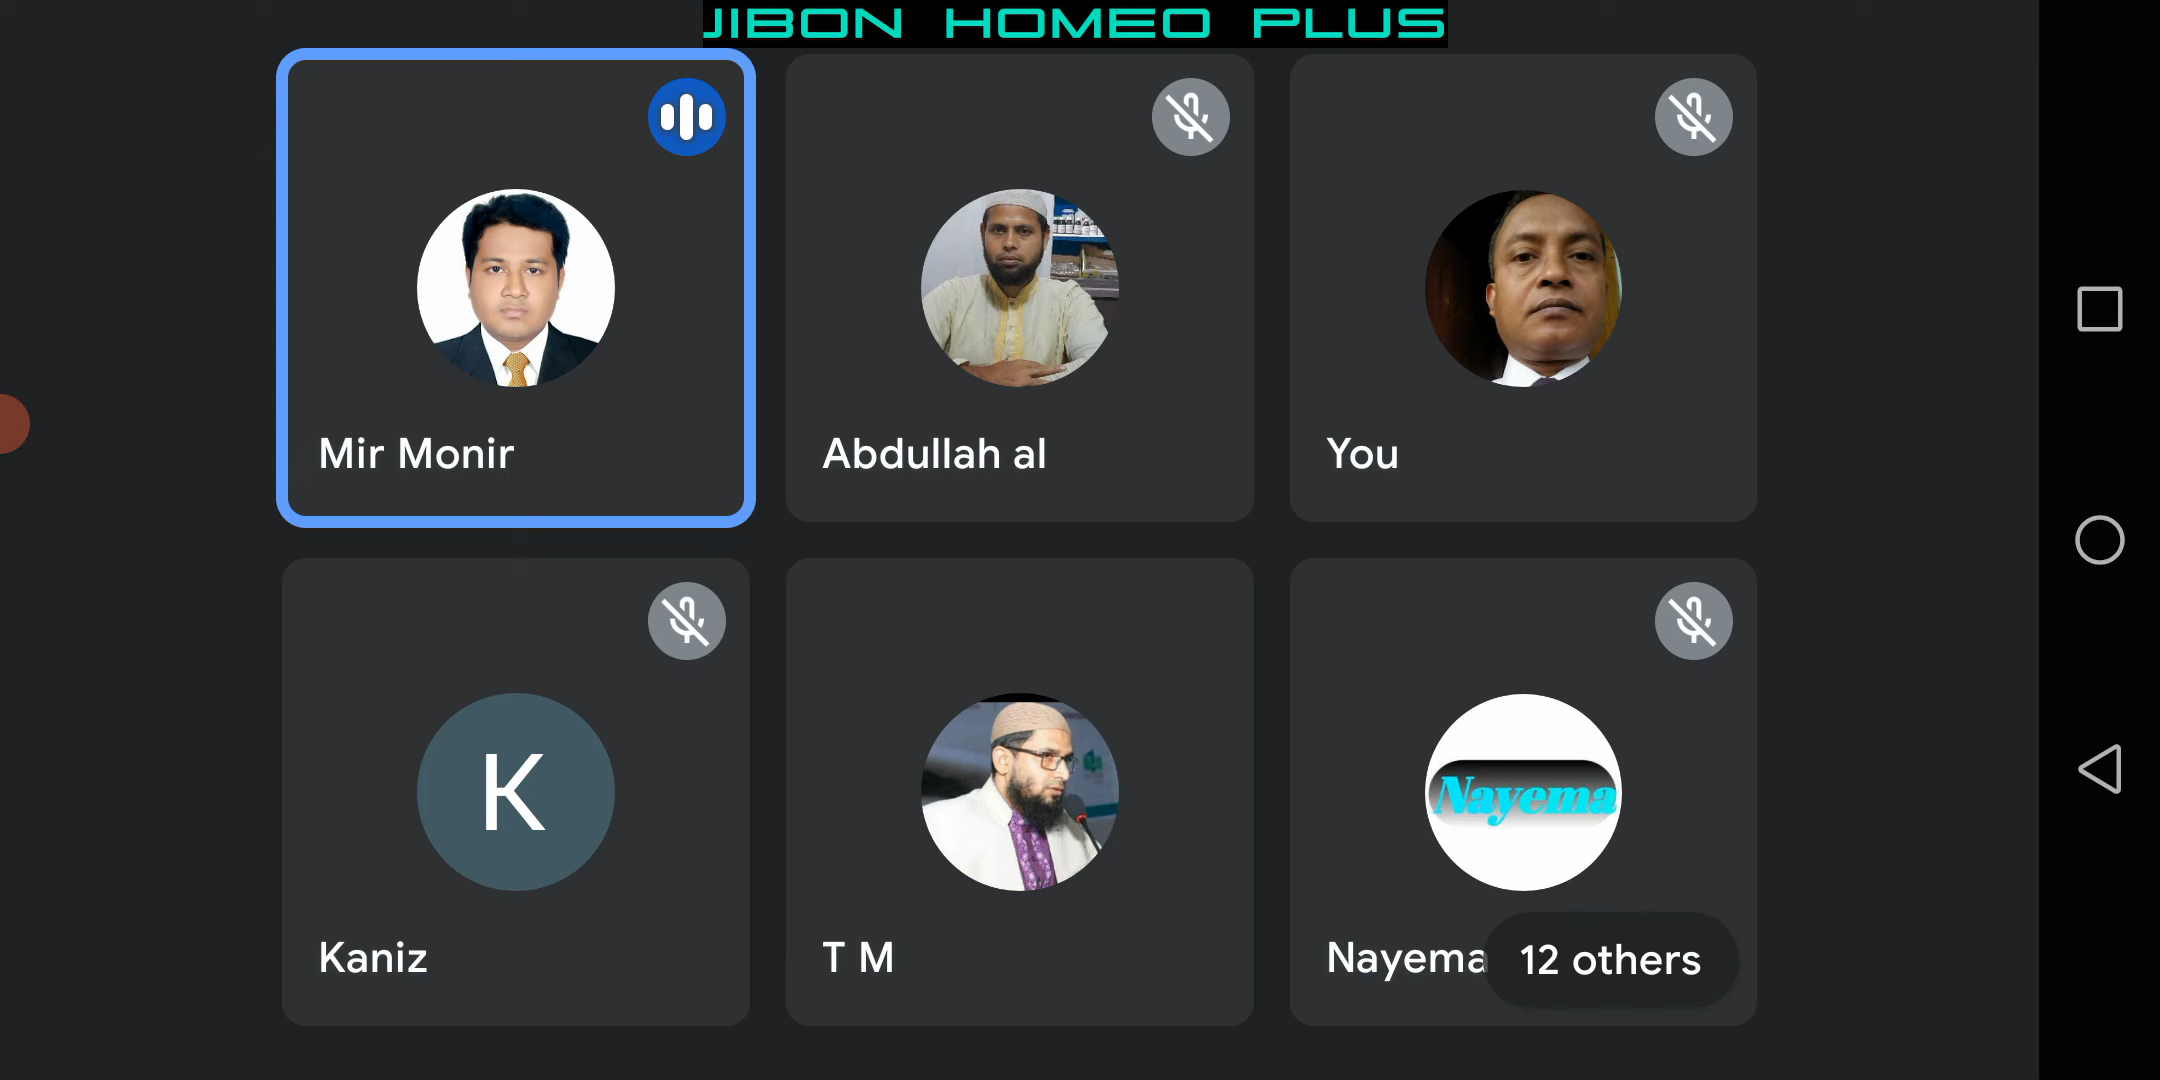 JIBON HOMEO PLUS
Mir Monir
Abdullah al
You
K
Kaniz
T M
Nayema
Nayema
12 others